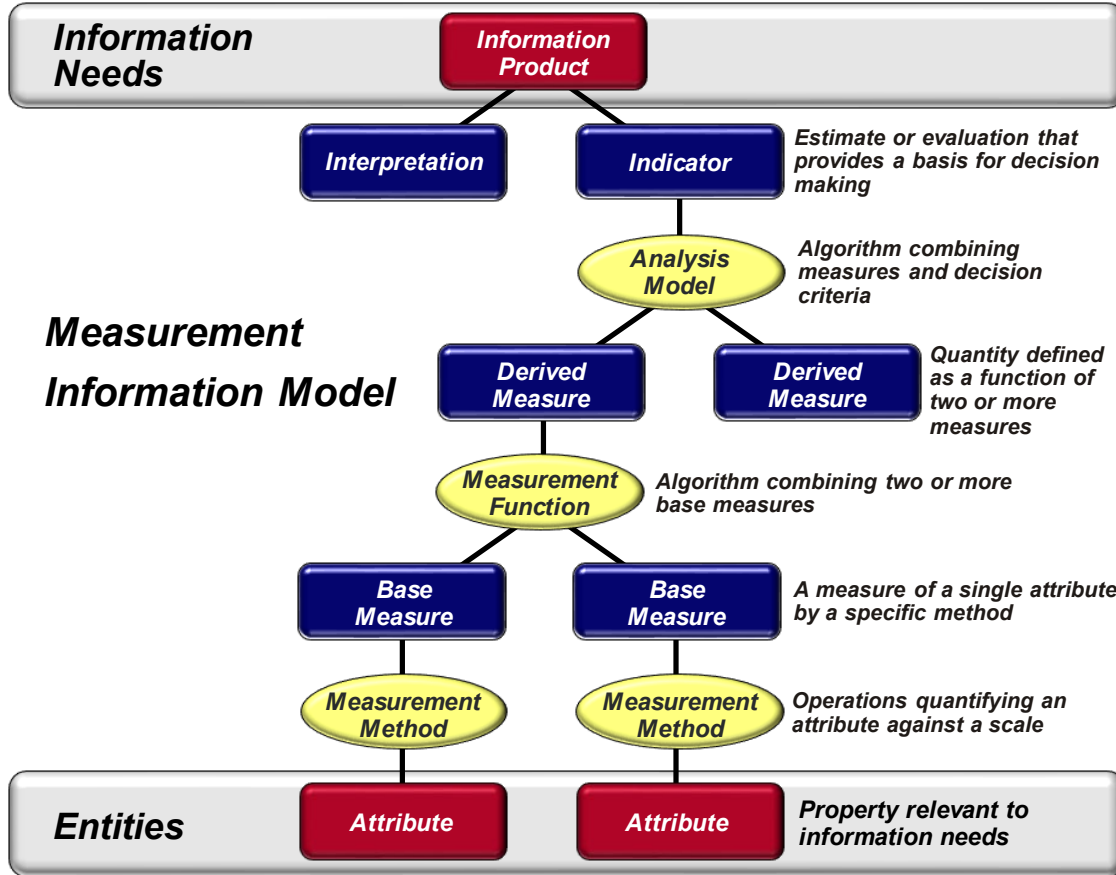 Information
Needs
Information
Product
Interpretation
Indicator
Estimate or evaluation that
provides a basis for decision
making
Analysis
Model
Algorithm combining
measures and decision
criteria
Measurement
Information Model
Derived
Measure
Derived
Measure
Quantity defined
as a function of
two or more
measures
Measurement
Function
Algorithm combining two or more
base measures
Base
Measure
Base
Measure
A measure of a single attribute
by a specific method
Measurement
Method
Measurement
Method
Operations quantifying an
attribute against a scale
Entities
Attribute
Attribute
Property relevant to
information needs